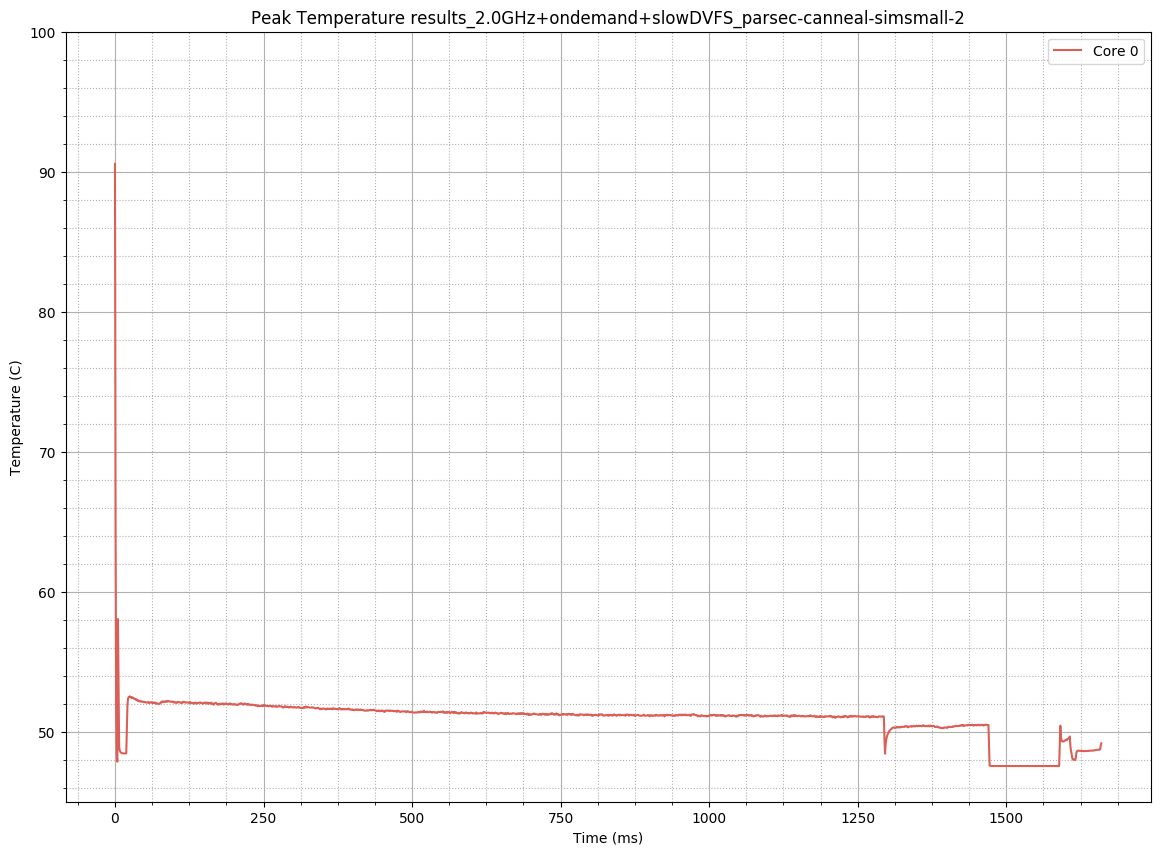 Peak Temperature results_2.0GHz+ondemand+slowDVFS_parsec-canneal-simsmall-2
Core 0
Temperature (C)
100
90
80
70
60
50
0 250 500 750 1000 1250 1500
Time (ms)